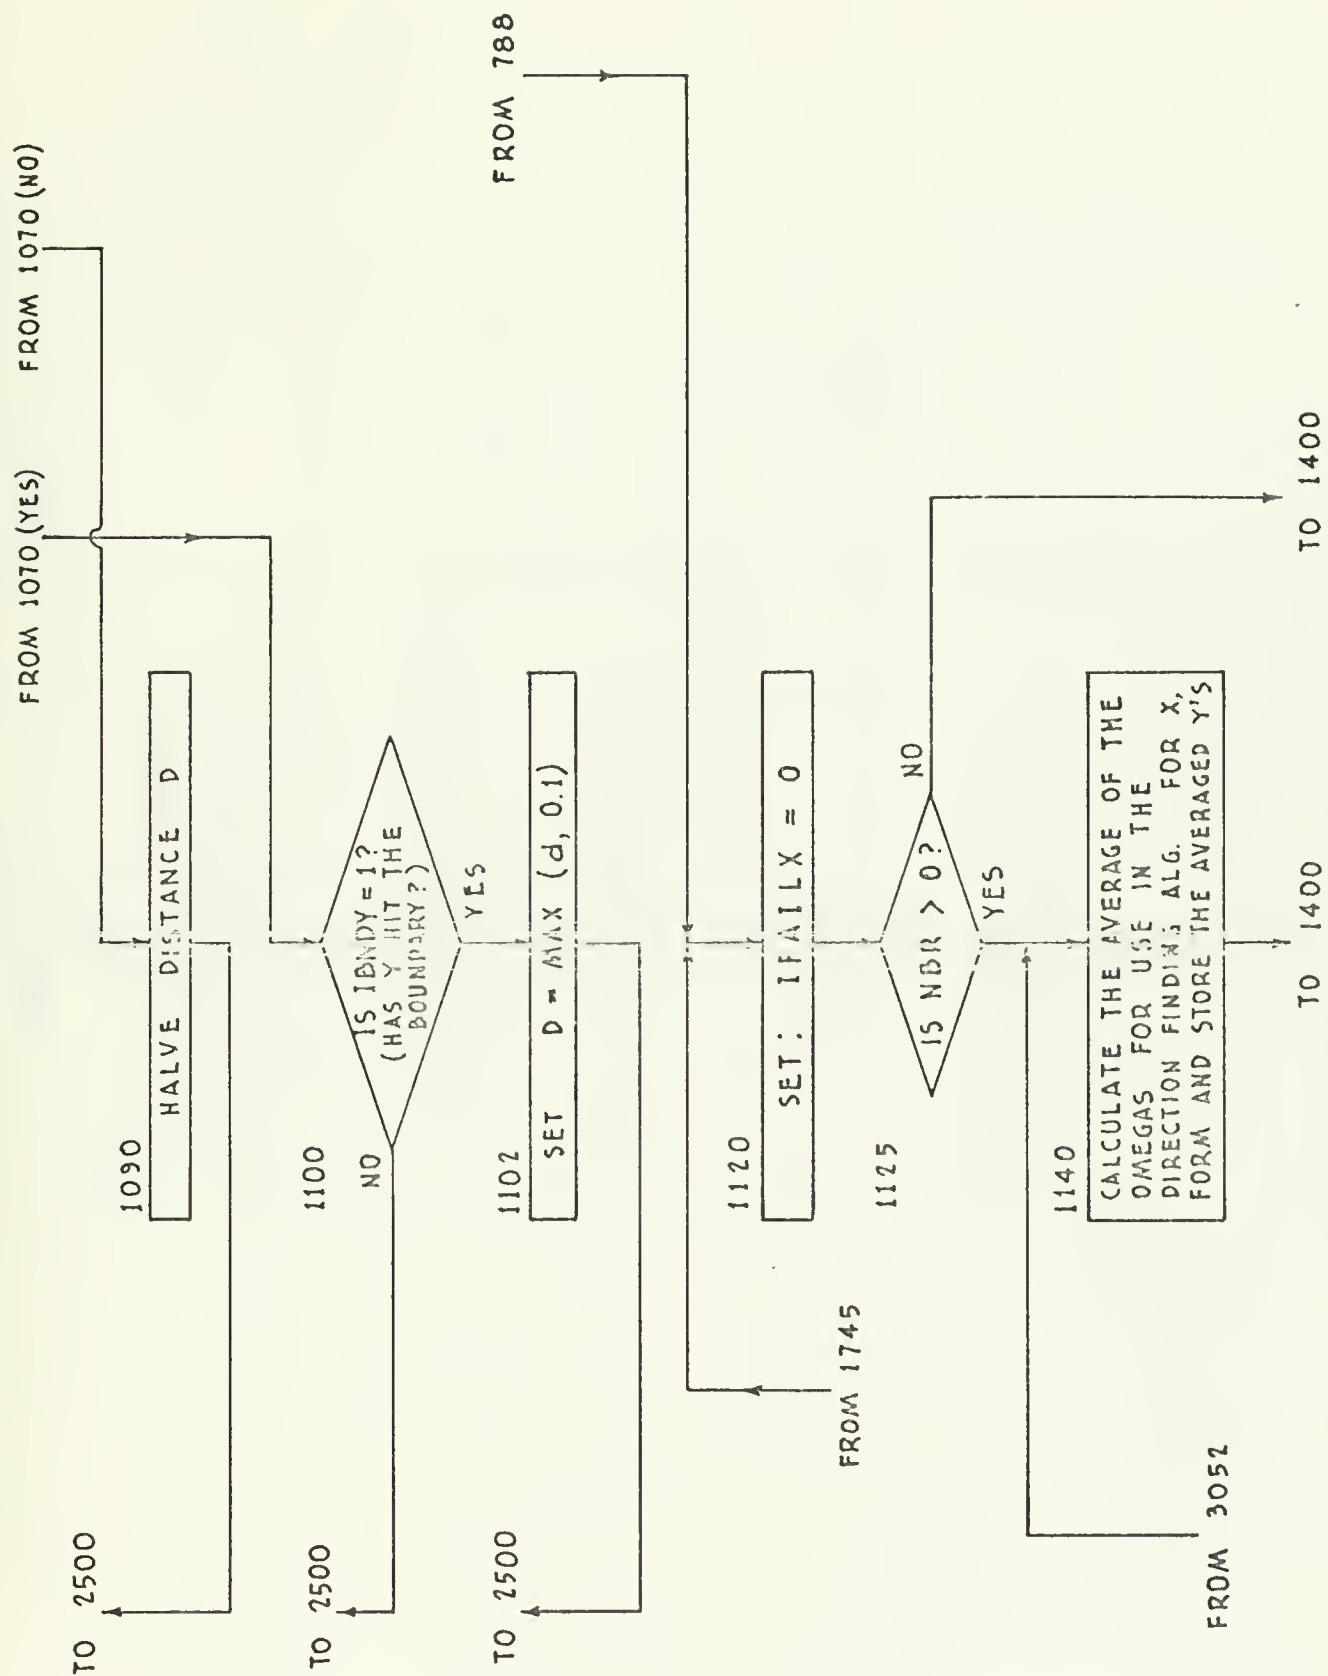 FROM 1070 (YES)
FROM 1070 (NO)
TO 2500
1090
HALVE DISTANCE D
TO 2500
1100
NO
IS IBNDY = 1?
(HAS Y HIT THE
BOUNDARY?)
YES
FROM 788
TO 2500
1102
SET D = MAX (d, 0.1)
FROM 1745
1120
SET: IFAILX = 0
1125
IS NBR > 0?
NO
YES
FROM 3052
1140
CALCULATE THE AVERAGE OF THE
OMEGAS FOR USE IN THE
DIRECTION FINDING ALG. FOR X,
FORM AND STORE THE AVERAGED Y'S
TO 1400
TO 1400